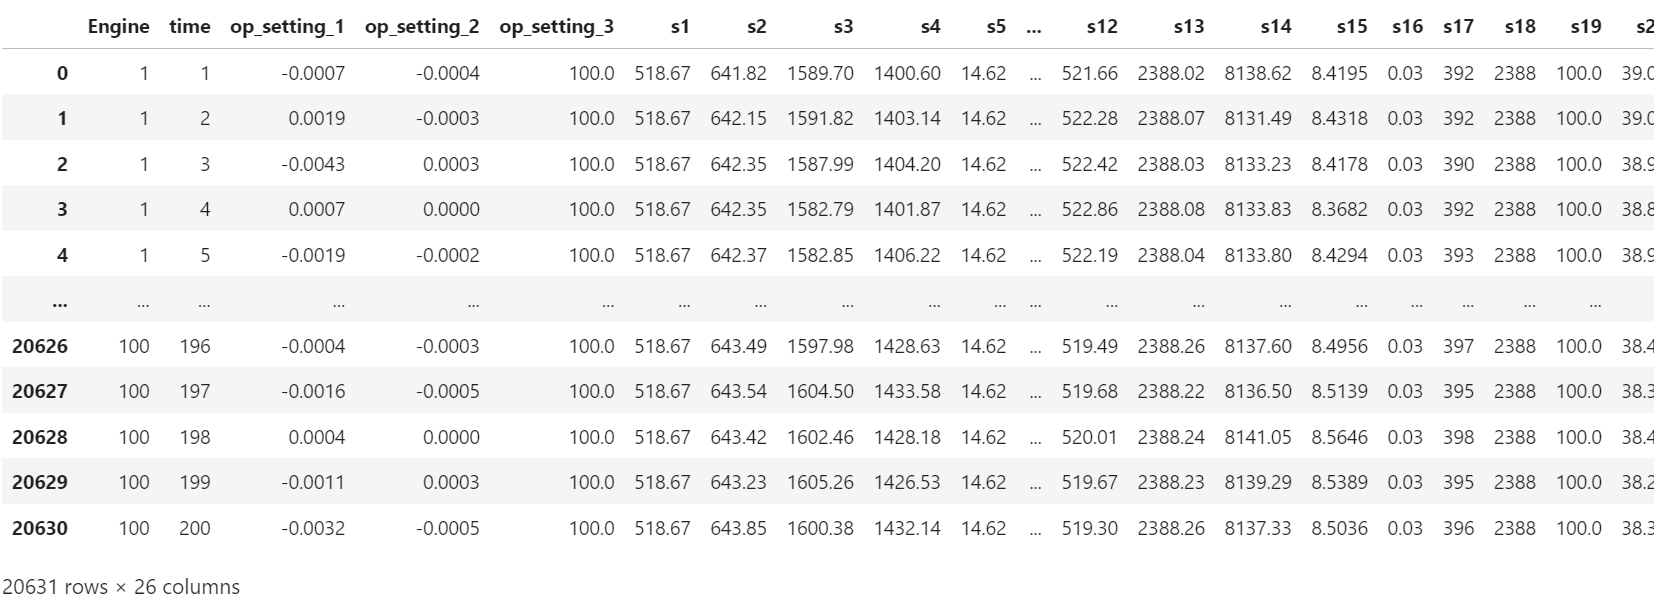 Engine time op_setting_1 op_setting_2 op_setting_3 s1 s2 s3 s4 s5 ... s12 s13 s14 s15 s16 s17 s18 s19 s2
0 1 1 -0.0007 -0.0004 100.0 518.67 641.82 1589.70 1400.60 14.62 ... 521.66 2388.02 8138.62 8.4195 0.03 392 2388 100.0 39.0
1 1 2 0.0019 -0.0003 100.0 518.67 642.15 1591.82 1403.14 14.62 ... 522.28 2388.07 8131.49 8.4318 0.03 392 2388 100.0 39.0
2 1 3 -0.0043 0.0003 100.0 518.67 642.35 1587.99 1404.20 14.62 ... 522.42 2388.03 8133.23 8.4178 0.03 390 2388 100.0 38.9
3 1 4 0.0007 0.0000 100.0 518.67 642.35 1582.79 1401.87 14.62 ... 522.86 2388.08 8133.83 8.3682 0.03 392 2388 100.0 38.8
4 1 5 -0.0019 -0.0002 100.0 518.67 642.37 1582.85 1406.22 14.62 ... 522.19 2388.04 8133.80 8.4294 0.03 393 2388 100.0 38.9
... ... ... ... ... ... ... ... ... ... ... ... ... ... ... ... ... ... ... ...
20626 100 196 -0.0004 -0.0003 100.0 518.67 643.49 1597.98 1428.63 14.62 ... 519.49 2388.26 8137.60 8.4956 0.03 397 2388 100.0 38.4
20627 100 197 -0.0016 -0.0005 100.0 518.67 643.54 1604.50 1433.58 14.62 ... 519.68 2388.22 8136.50 8.5139 0.03 395 2388 100.0 38.3
20628 100 198 0.0004 0.0000 100.0 518.67 643.42 1602.46 1428.18 14.62 ... 520.01 2388.24 8141.05 8.5646 0.03 398 2388 100.0 38.4
20629 100 199 -0.0011 0.0003 100.0 518.67 643.23 1605.26 1426.53 14.62 ... 519.67 2388.23 8139.29 8.5389 0.03 395 2388 100.0 38.2
20630 100 200 -0.0032 -0.0005 100.0 518.67 643.85 1600.38 1432.14 14.62 ... 519.30 2388.26 8137.33 8.5036 0.03 396 2388 100.0 38.3
20631 rows × 26 columns